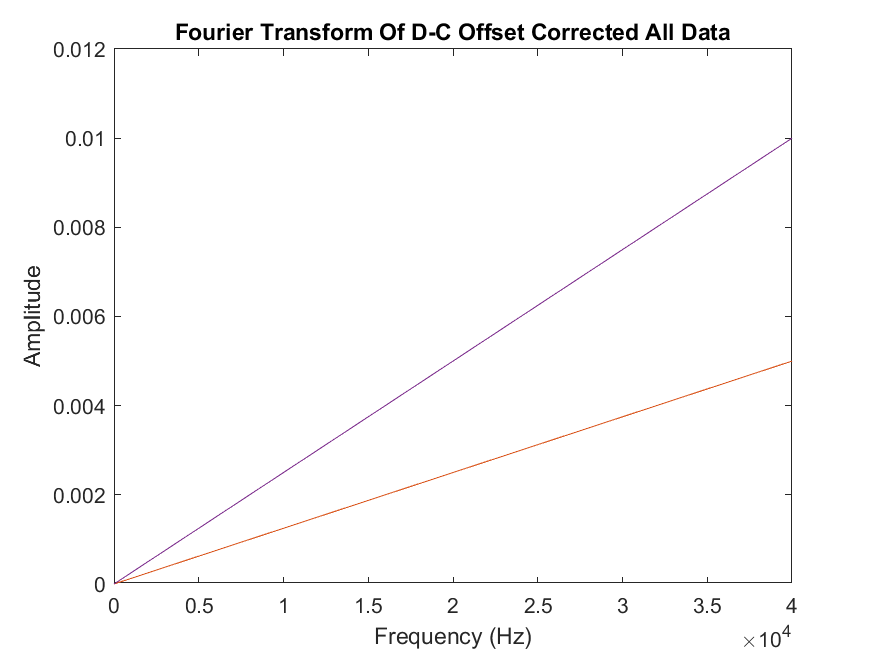 Fourier Transform Of D-C Offset Corrected All Data
0.012
0.01
0.008
0.006
0.004
0.002
0
Amplitude
0 0.5 1 1.5 2 2.5 3 3.5 4
Frequency (Hz)
×10⁴